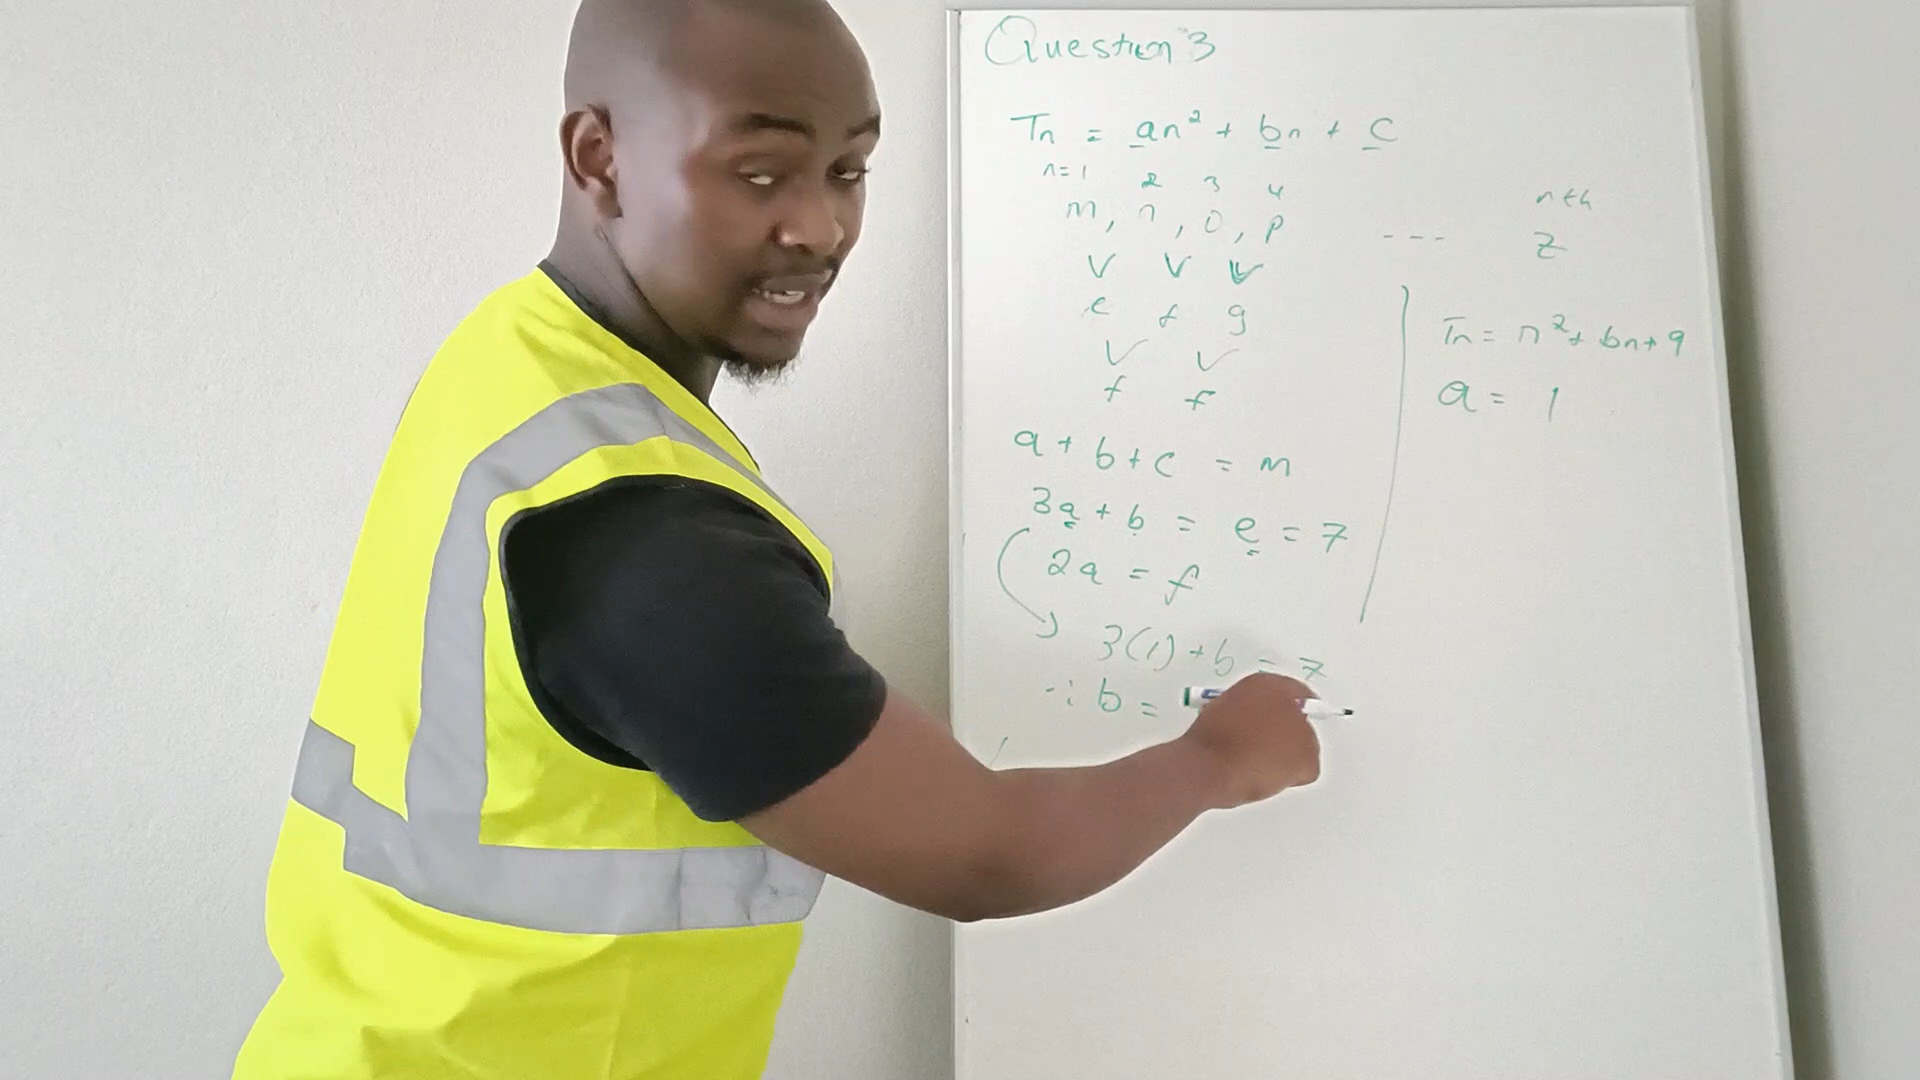 Question 3
Tn = an² + bn + c
n=1 2 3 4 nth
m, n, o, p --- z
e f g
f f
Tn = n² + bn + 9
a = 1
a + b + c = m
3a + b = e = 7
2a = f
3(1) + b = 7
∴ b =